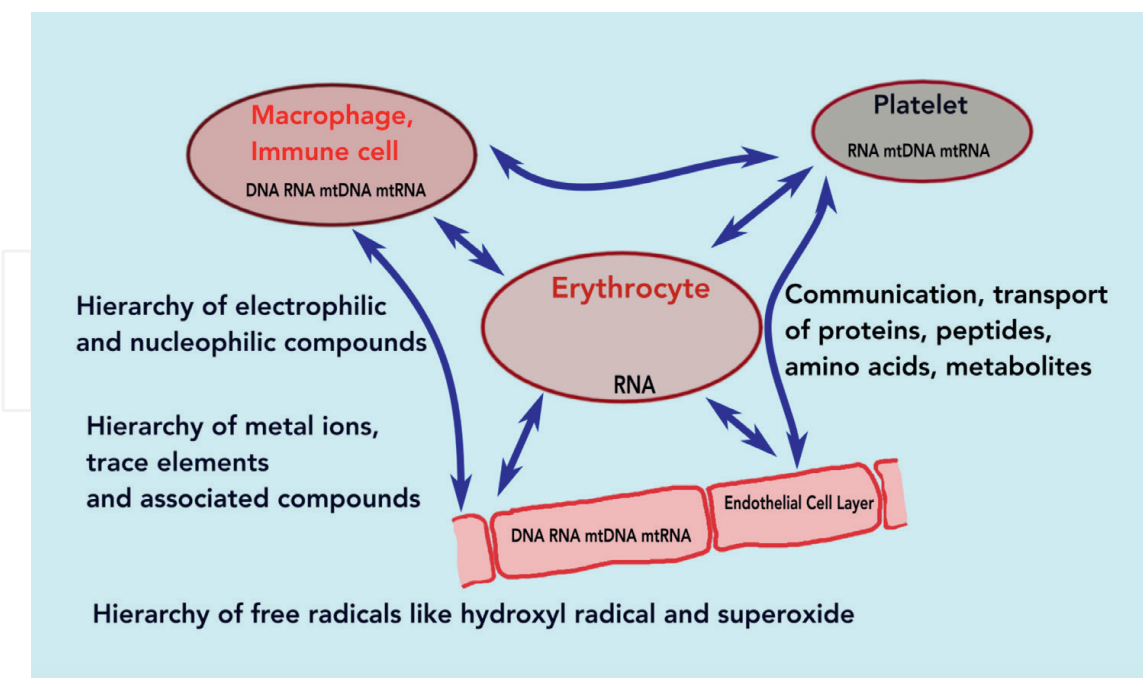 Macrophage,
Immune cell
DNA RNA mtDNA mtRNA
Platelet
RNA mtDNA mtRNA
Erythrocyte
RNA
Hierarchy of electrophilic
and nucleophilic compounds
Communication, transport
of proteins, peptides,
amino acids, metabolites
Hierarchy of metal ions,
trace elements
and associated compounds
Endothelial Cell Layer
DNA RNA mtDNA mtRNA
Hierarchy of free radicals like hydroxyl radical and superoxide